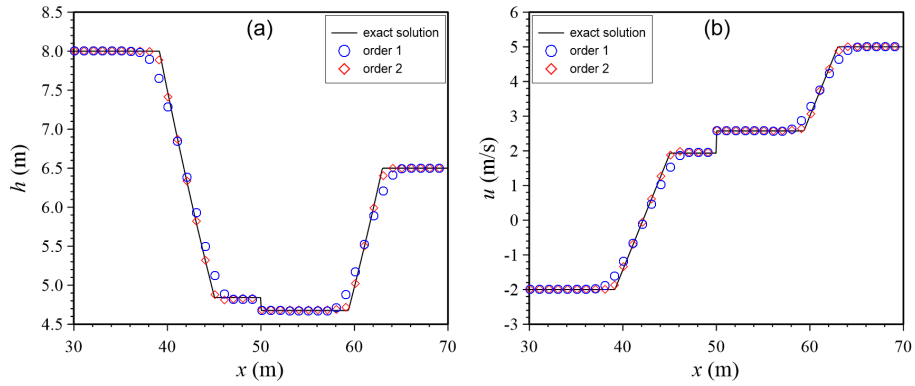 (a)
exact solution
order 1
order 2
8.5
8.0
7.5
7.0
6.5
6.0
5.5
5.0
4.5
h (m)
30 40 50 60 70
x (m)
(b)
exact solution
order 1
order 2
6
5
4
3
2
1
0
-1
-2
-3
u (m/s)
30 40 50 60 70
x (m)